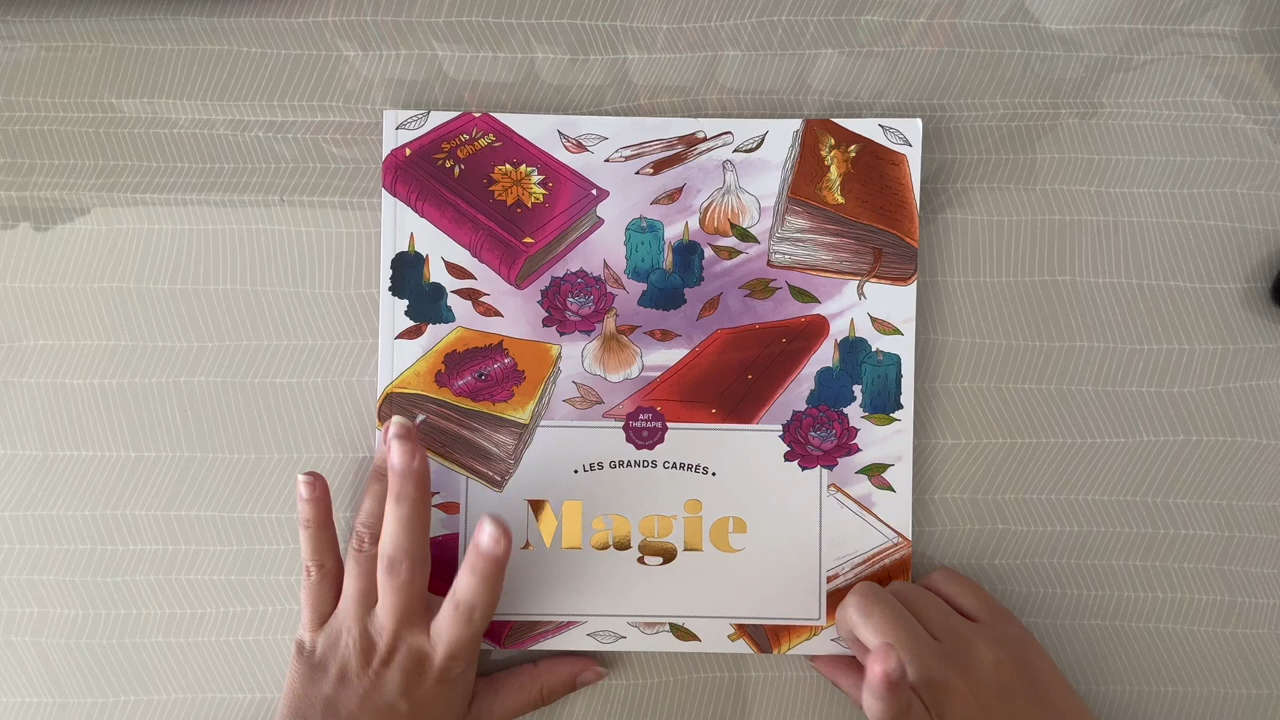 Sorts
de Chance
ART
THÉRAPIE
LES GRANDS CARRÉS
Magie